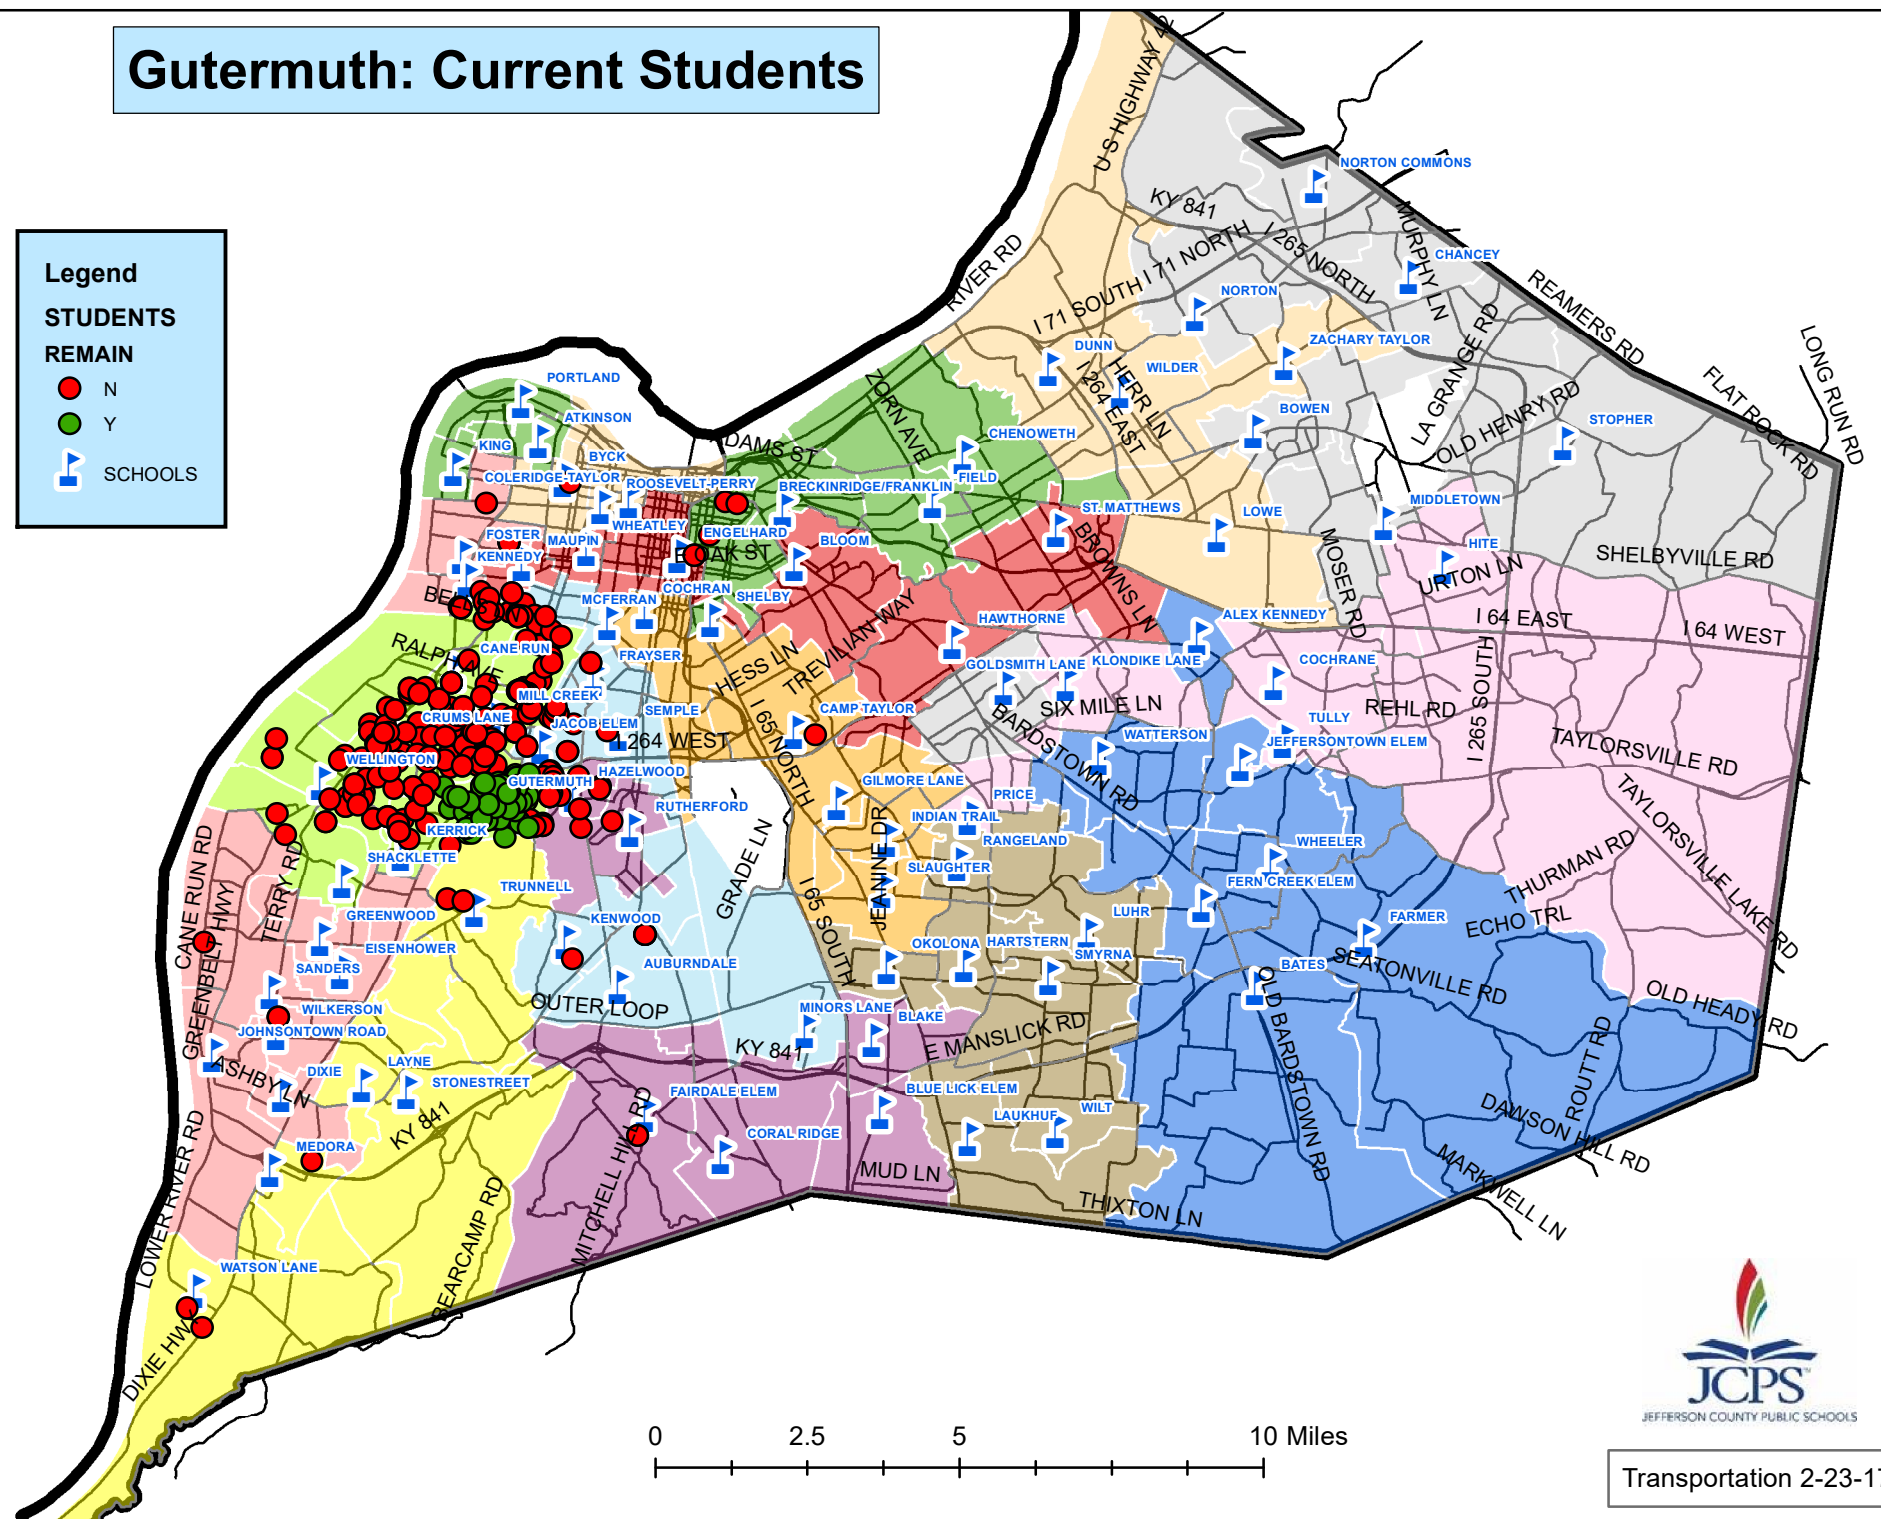 Gutermuth: Current Students
Legend
STUDENTS
REMAIN
N
Y
SCHOOLS
U S HIGHWAY 42
NORTON COMMONS
KY 841
MURPHY LN
I 71 NORTH
I 265 NORTH
CHANCEY
RIVER RD
REAMERS RD
NORTON
I 71 SOUTH
LONG RUN RD
ZACHARY TAYLOR
DUNN
LA GRANGE RD
WILDER
HERR LN
I 264 EAST
FLAT ROCK RD
PORTLAND
ZORN AVE
OLD HENRY RD
BOWEN
ATKINSON
STOPHER
CHENOWETH
KING
ADAMS ST
BYCK
COLERIDGE-TAYLOR
ROOSEVELT-PERRY
BRECKINRIDGE/FRANKLIN
FIELD
MIDDLETOWN
ST. MATTHEWS
LOWE
WHEATLEY
ENGELHARD
FOSTER
MAUPIN
BLOOM
HITE
KENNEDY
E OAK ST
BROWNS LN
MOSER RD
SHELBYVILLE RD
URTON LN
COCHRAN
SHELBY
MCFERRAN
ALEX KENNEDY
HAWTHORNE
I 64 EAST
I 64 WEST
RALPH AVE
CANE RUN
FRAYSER
HESS LN
TREVILIAN WAY
GOLDSMITH LANE
KLONDIKE LANE
COCHRANE
MILL CREEK
SEMPLE
CAMP TAYLOR
SIX MILE LN
REHL RD
I 265 SOUTH
CRUMS LANE
JACOB ELEM
I 264 WEST
I 65 NORTH
BARDSTOWN RD
WATTERSON
TULLY
JEFFERSONTOWN ELEM
TAYLORSVILLE RD
WELLINGTON
GUTERMUTH
HAZELWOOD
GILMORE LANE
PRICE
RUTHERFORD
INDIAN TRAIL
TAYLORSVILLE LAKE RD
KERRICK
RANGELAND
WHEELER
CANE RUN RD
SHACKLETTE
GRADE LN
JEANINE DR
SLAUGHTER
FERN CREEK ELEM
THURMAN RD
TERRY RD
TRUNNELL
I 65 SOUTH
GREENBELT HWY
GREENWOOD
KENWOOD
LUHR
FARMER
ECHO TRL
EISENHOWER
OKOLONA
HARTSTERN
SMYRNA
SANDERS
AUBURNDALE
BATES
SEATONVILLE RD
WILKERSON
OUTER LOOP
MINORS LANE
BLAKE
OLD HEADY RD
JOHNSONTOWN ROAD
E MANSLICK RD
KY 841
OLD BARDSTOWN RD
ROUTT RD
ASHBY LN
DIXIE
LAYNE
STONESTREET
FAIRDALE ELEM
BLUE LICK ELEM
LAUKHUF
WILT
DAWSON HILL RD
KY 841
CORAL RIDGE
MEDORA
LOWER RIVER RD
MITCHELL HILL RD
MUD LN
MARKWELL LN
THIXTON LN
BEARCAMP RD
WATSON LANE
DIXIE HWY
0 2.5 5 10 Miles
JCPS
JEFFERSON COUNTY PUBLIC SCHOOLS
Transportation 2-23-17